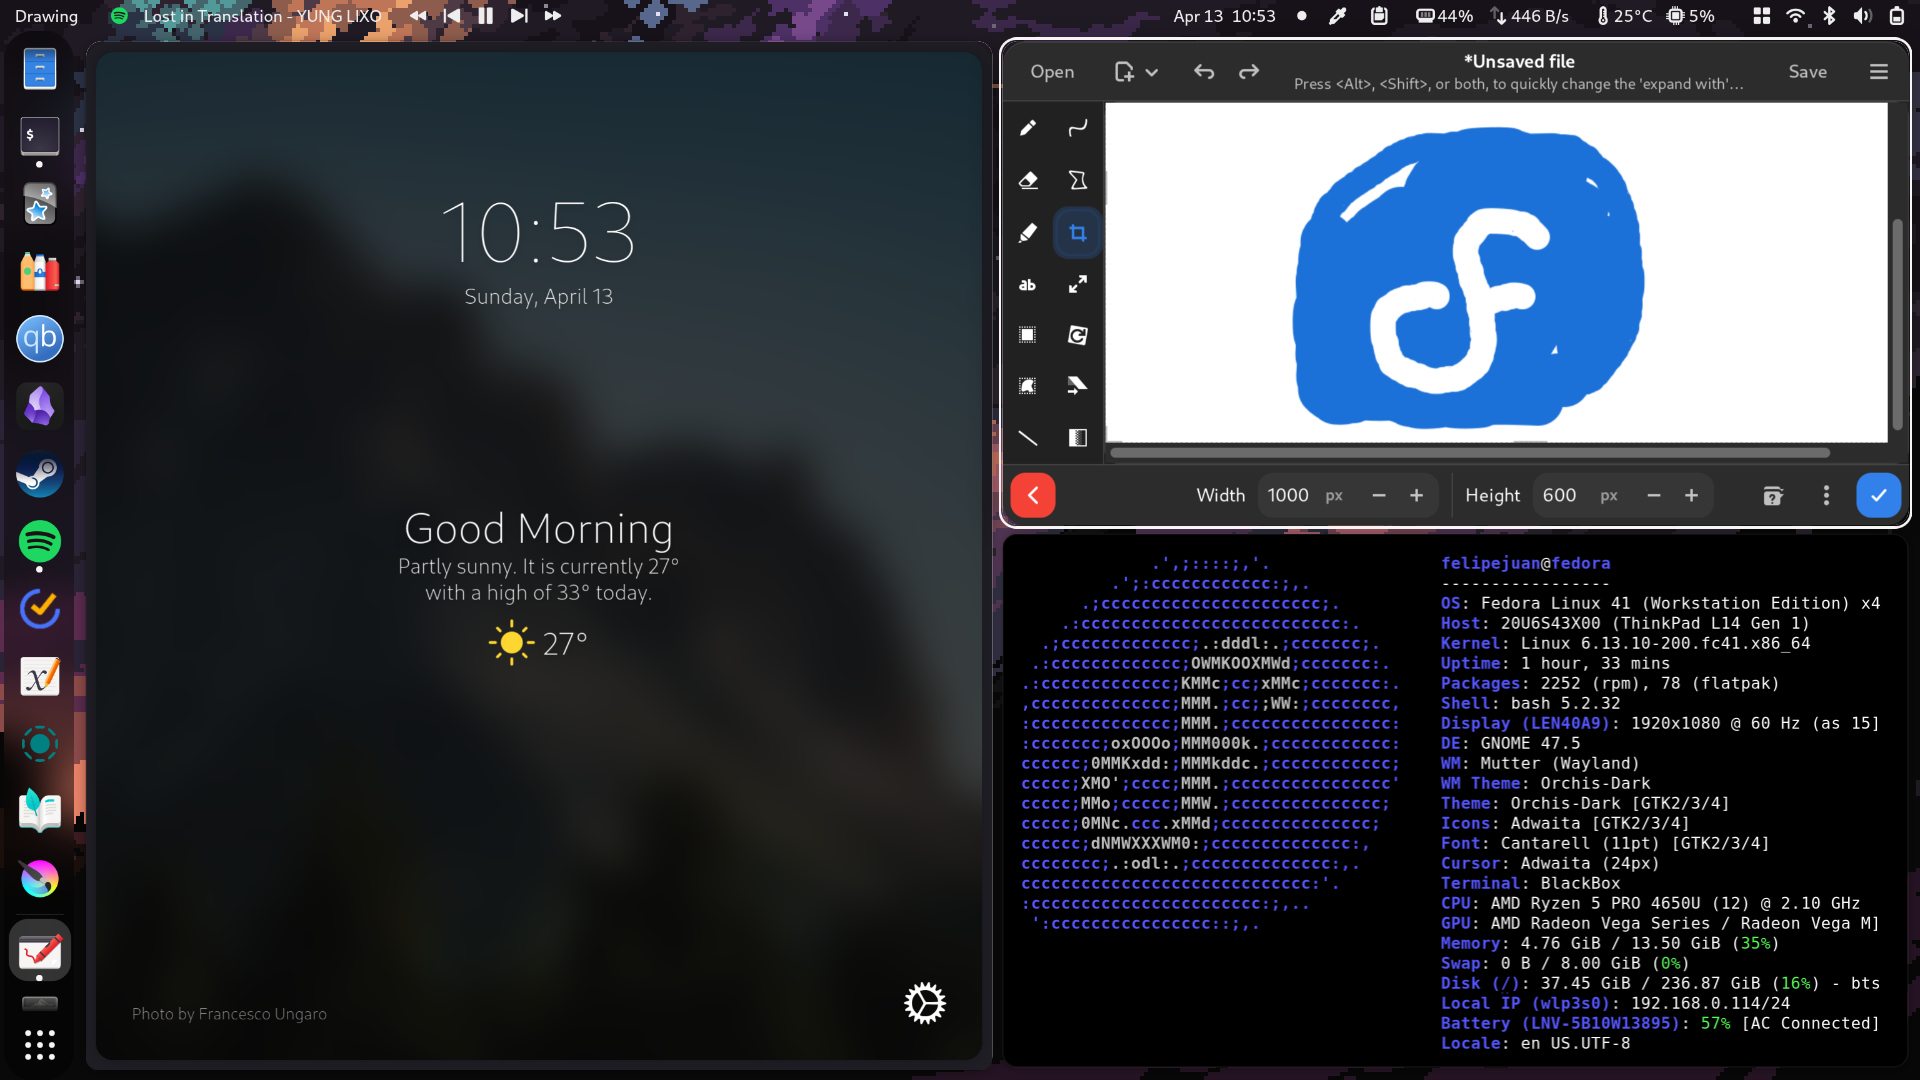 Drawing
Lost in Translation - YUNG LIXO
Apr 13 10:53
44%
446 B/s
25°C
5%
$
qb
10:53
Sunday, April 13
Good Morning
Partly sunny. It is currently 27°
with a high of 33° today.
27°
Photo by Francesco Ungaro
Open
*Unsaved file
Press <Alt>, <Shift>, or both, to quickly change the 'expand with'…
Save
ab
Width 1000 px − +
Height 600 px − +
.',;::::;,'.
.';:cccccccccccc:;,.
.;cccccccccccccccccccccc;.
.:cccccccccccccccccccccccccc:.
.;ccccccccccccc;.:dddl:.;ccccccc;.
.:ccccccccccccc;OWMKOOXMWd;ccccccc:.
.:ccccccccccccc;KMMc;cc;xMMc;ccccccc:.
,cccccccccccccc;MMM.;cc;;WW:;cccccccc,
:cccccccccccccc;MMM.;cccccccccccccccc:
:ccccccc;oxOOOo;MMM000k.;cccccccccccc:
cccccc;0MMKxdd:;MMMkddc.;cccccccccccc;
ccccc;XMO';cccc;MMM.;cccccccccccccccc'
ccccc;MMo;ccccc;MMW.;ccccccccccccccc;
ccccc;0MNc.ccc.xMMd;ccccccccccccccc;
cccccc;dNMWXXXWM0:;cccccccccccccc:,
cccccccc;.:odl:.;cccccccccccccc:,.
ccccccccccccccccccccccccccccc:'.
:ccccccccccccccccccccccc:;,..
':cccccccccccccccc::;,.
felipejuan@fedora
-----------------
OS: Fedora Linux 41 (Workstation Edition) x4
Host: 20U6S43X00 (ThinkPad L14 Gen 1)
Kernel: Linux 6.13.10-200.fc41.x86_64
Uptime: 1 hour, 33 mins
Packages: 2252 (rpm), 78 (flatpak)
Shell: bash 5.2.32
Display (LEN40A9): 1920x1080 @ 60 Hz (as 15]
DE: GNOME 47.5
WM: Mutter (Wayland)
WM Theme: Orchis-Dark
Theme: Orchis-Dark [GTK2/3/4]
Icons: Adwaita [GTK2/3/4]
Font: Cantarell (11pt) [GTK2/3/4]
Cursor: Adwaita (24px)
Terminal: BlackBox
CPU: AMD Ryzen 5 PRO 4650U (12) @ 2.10 GHz
GPU: AMD Radeon Vega Series / Radeon Vega M]
Memory: 4.76 GiB / 13.50 GiB (35%)
Swap: 0 B / 8.00 GiB (0%)
Disk (/): 37.45 GiB / 236.87 GiB (16%) - bts
Local IP (wlp3s0): 192.168.0.114/24
Battery (LNV-5B10W13895): 57% [AC Connected]
Locale: en US.UTF-8